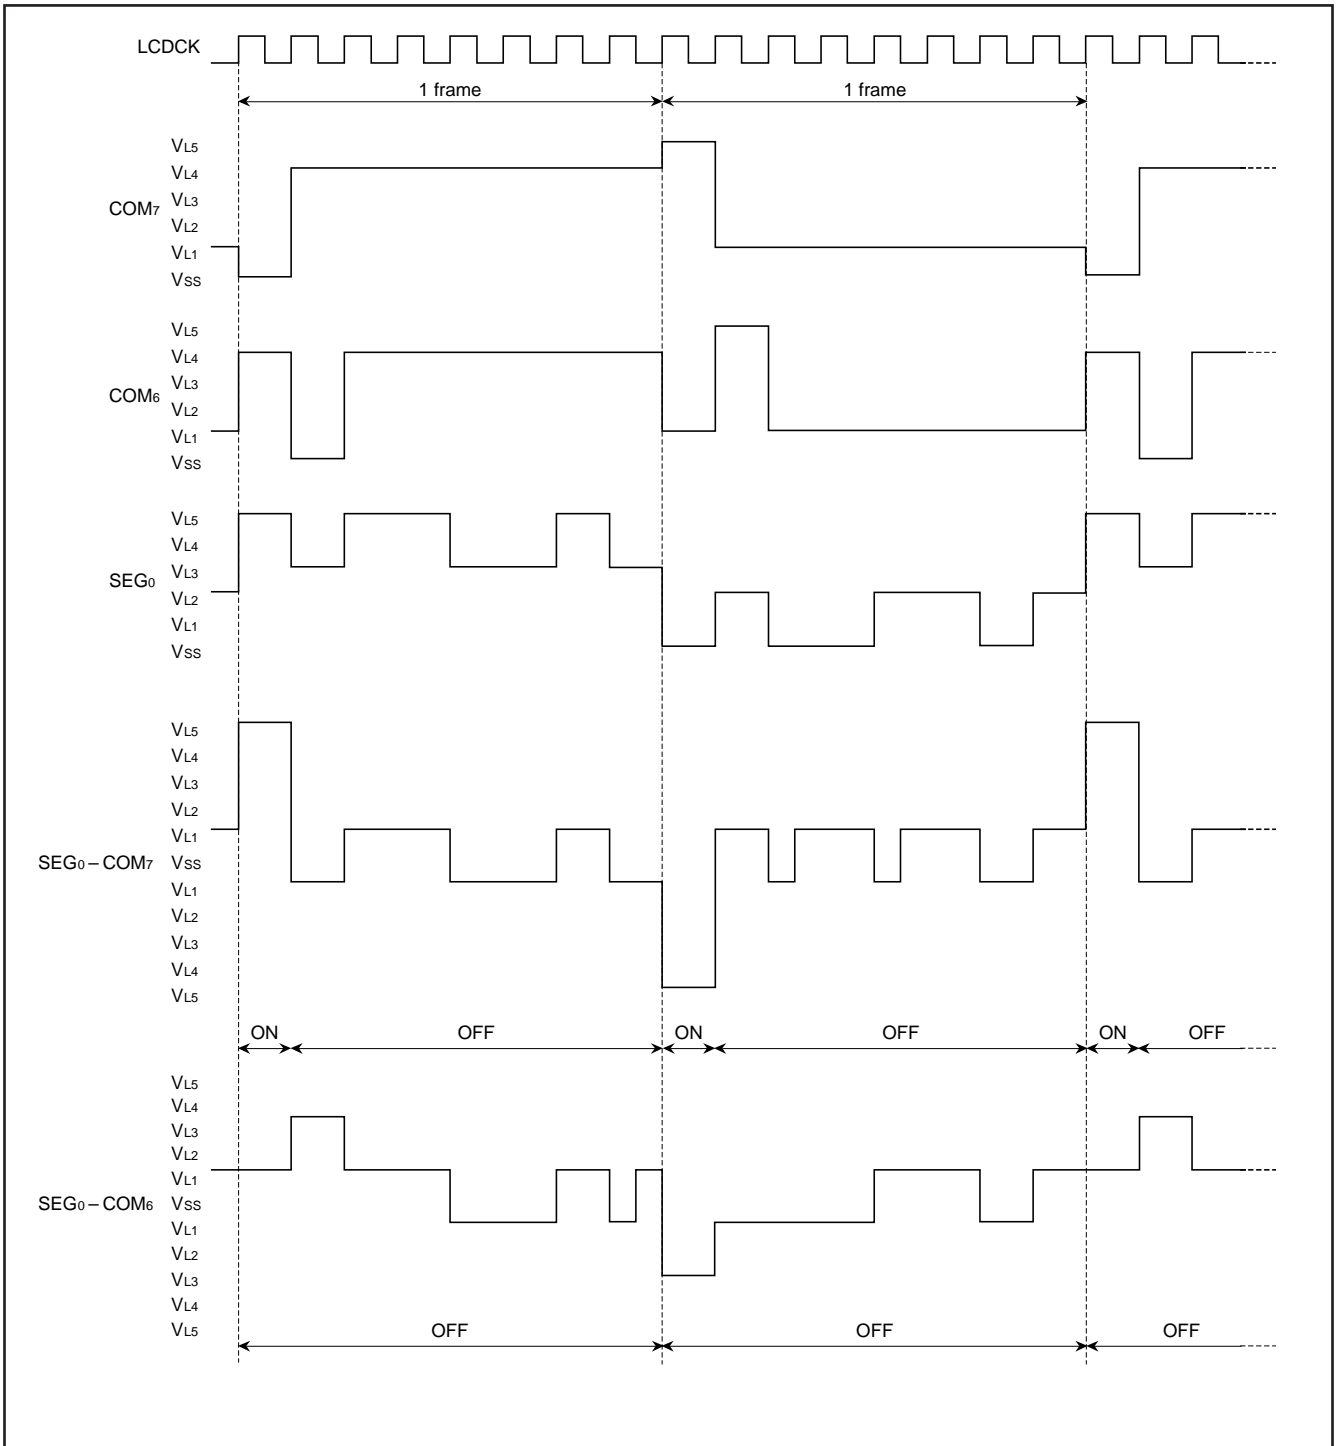 LCDCK
1 frame 1 frame
VL5
VL4
VL3
COM7
VL2
VL1
VSS
VL5
VL4
VL3
COM6
VL2
VL1
VSS
VL5
VL4
VL3
SEG0
VL2
VL1
VSS
VL5
VL4
VL3
VL2
VL1
SEG0 – COM7 VSS
VL1
VL2
VL3
VL4
VL5
ON OFF ON OFF ON OFF
VL5
VL4
VL3
VL2
VL1
SEG0 – COM6 VSS
VL1
VL2
VL3
VL4
VL5
OFF OFF OFF